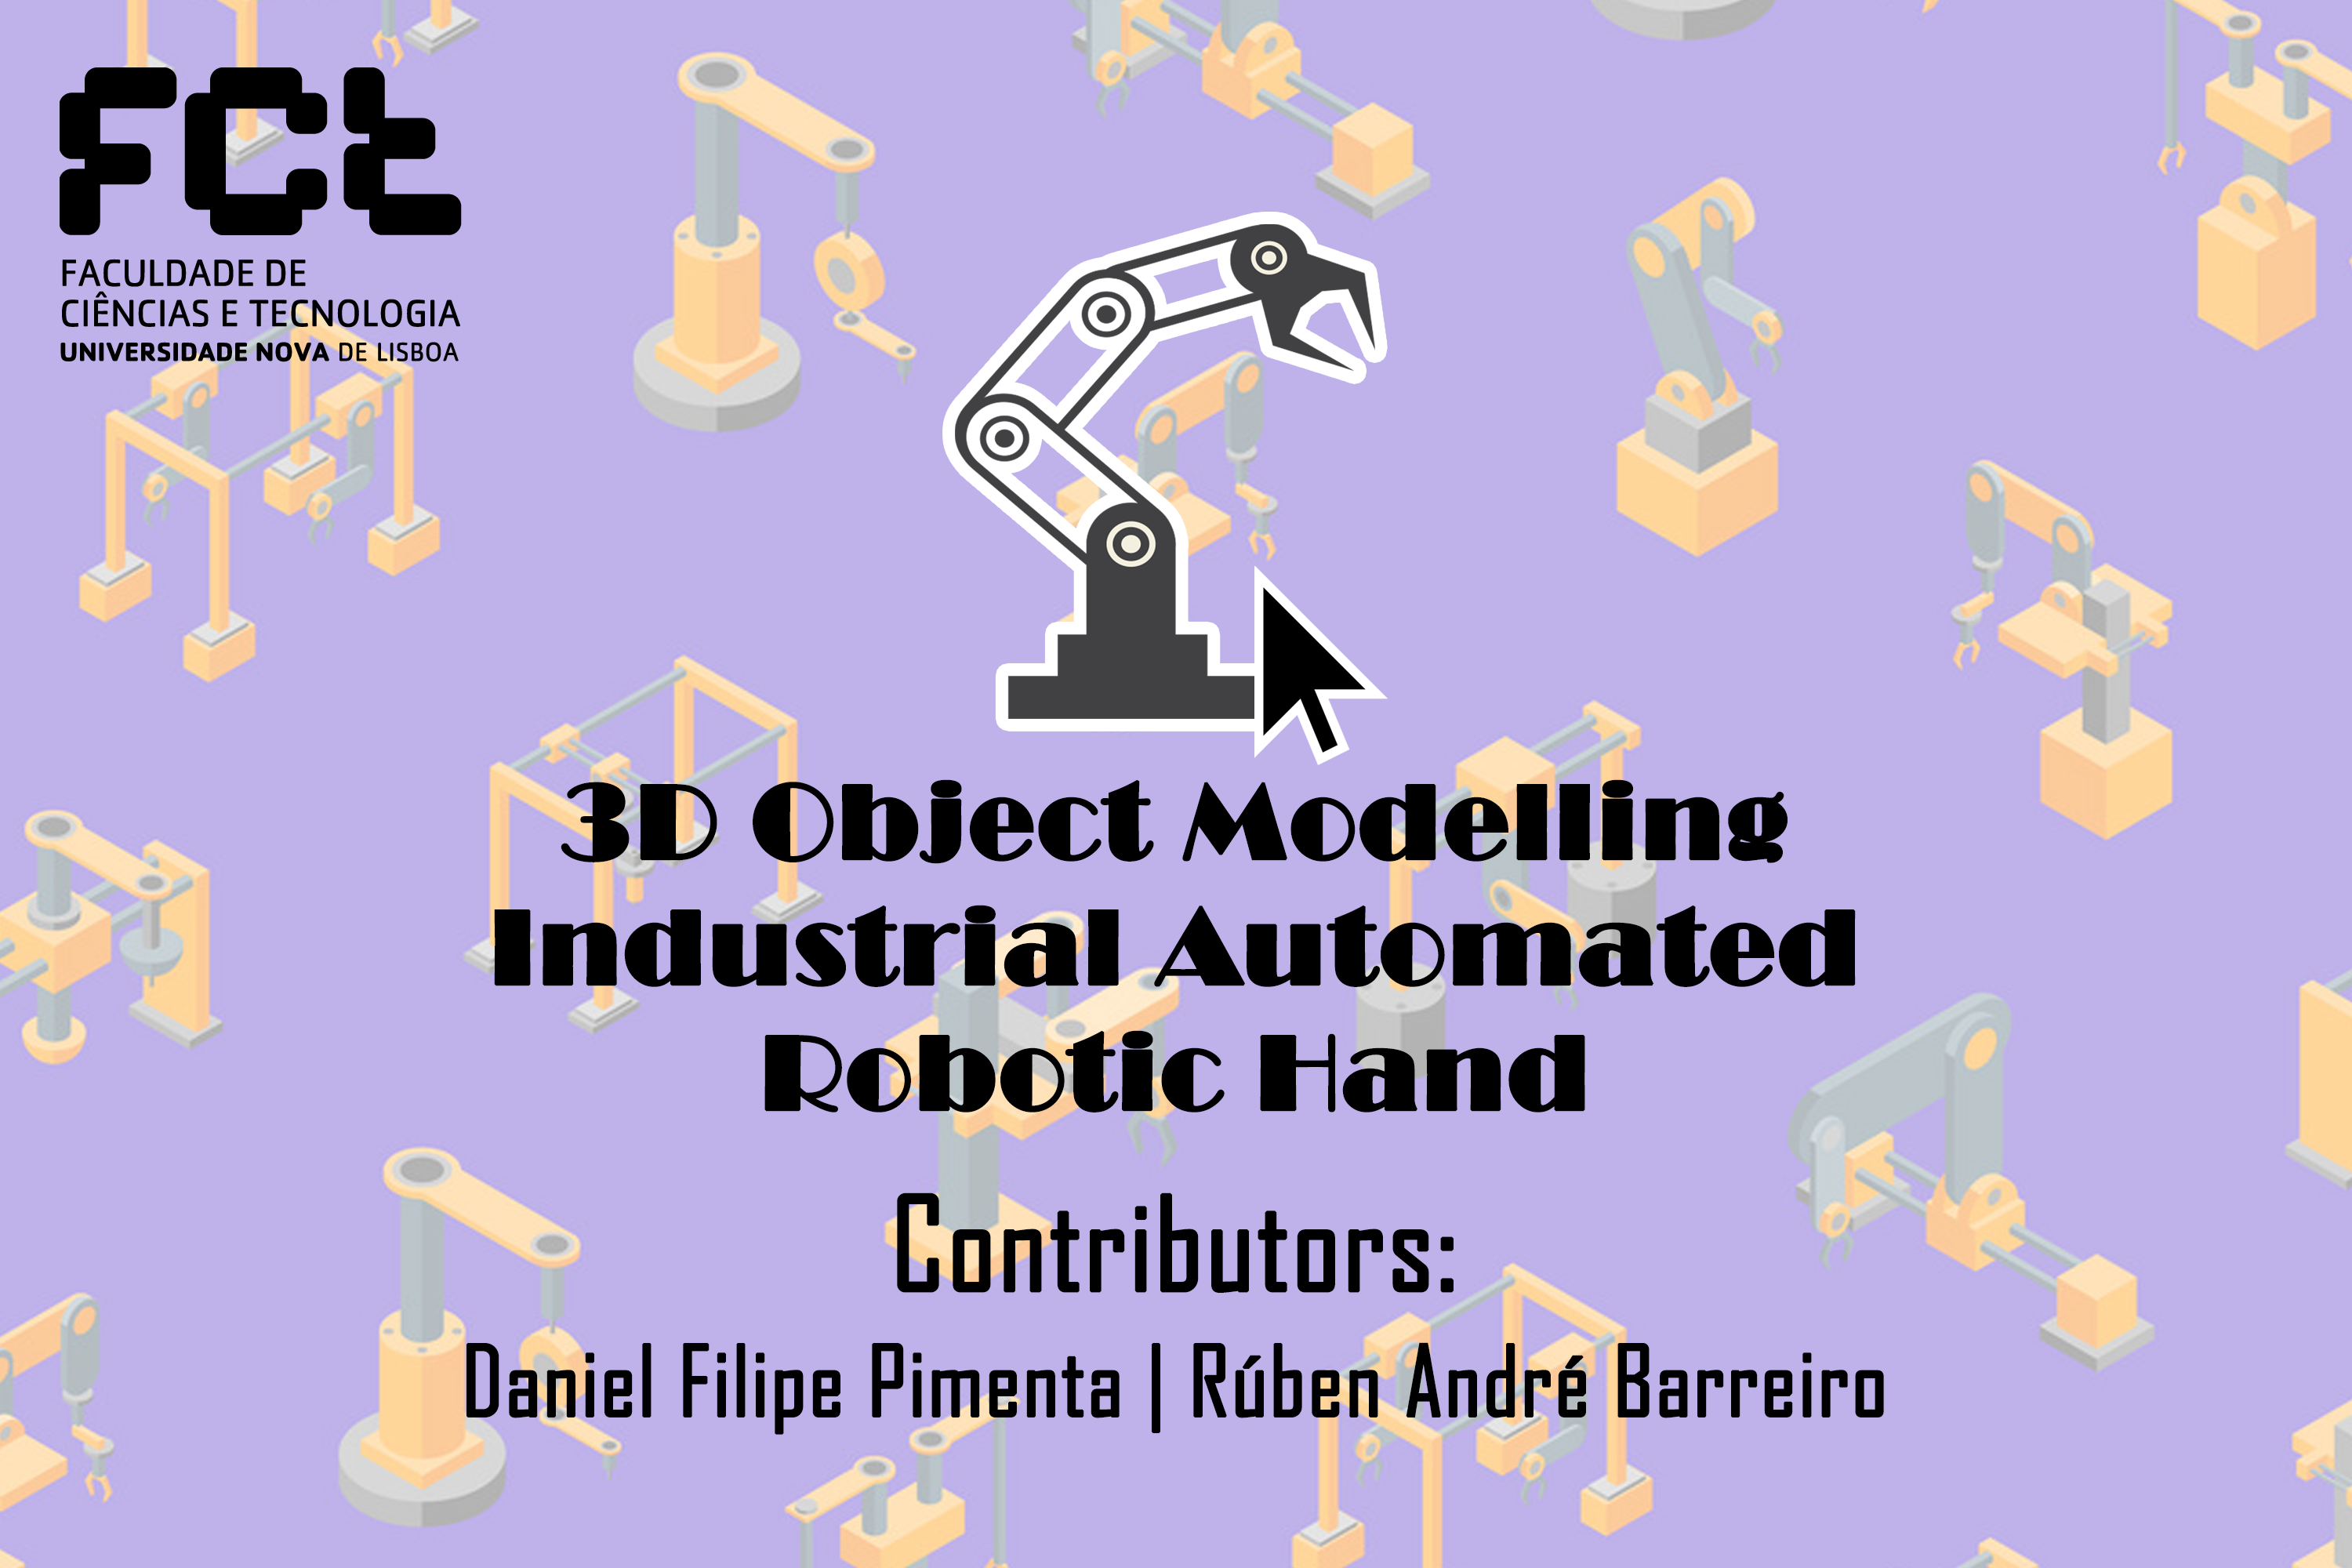 FCt
FACULDADE DE
CIÊNCIAS E TECNOLOGIA
UNIVERSIDADE NOVA DE LISBOA
3D Object Modelling
Industrial Automated
Robotic Hand
Contributors:
Daniel Filipe Pimenta | Rúben André Barreiro